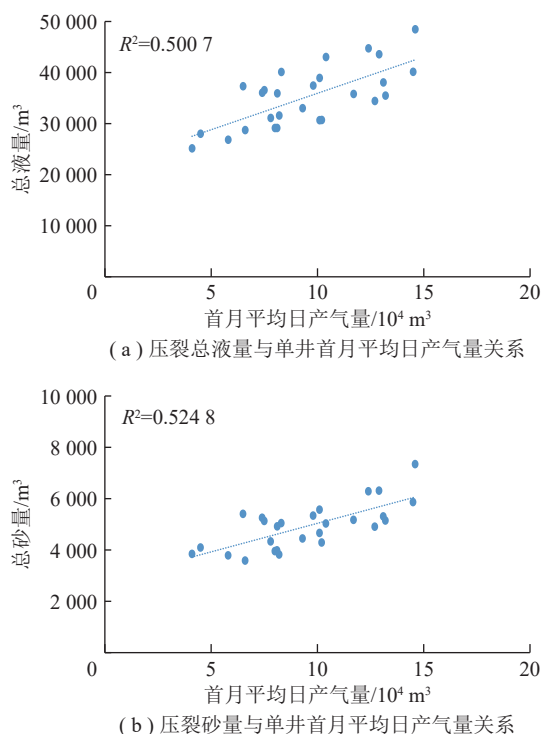 50 000
R²=0.500 7
40 000
30 000
20 000
10 000
总液量/m³
0 5 10 15 20
首月平均日产气量/10⁴ m³
( a ) 压裂总液量与单井首月平均日产气量关系
10 000
R²=0.524 8
8 000
6 000
4 000
2 000
总砂量/m³
0 5 10 15 20
首月平均日产气量/10⁴ m³
( b ) 压裂砂量与单井首月平均日产气量关系